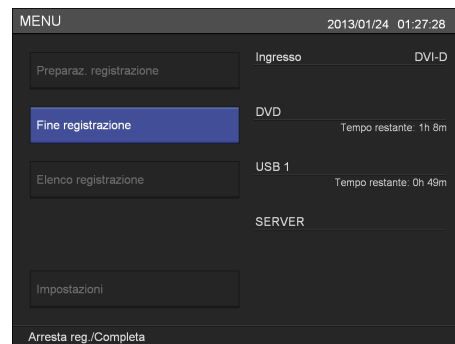 MENU 2013/01/24 01:27:28
Preparaz. registrazione
Fine registrazione
Elenco registrazione
Impostazioni
Ingresso DVI-D
DVD
Tempo restante: 1h 8m
USB 1
Tempo restante: 0h 49m
SERVER
Arresta reg./Completa